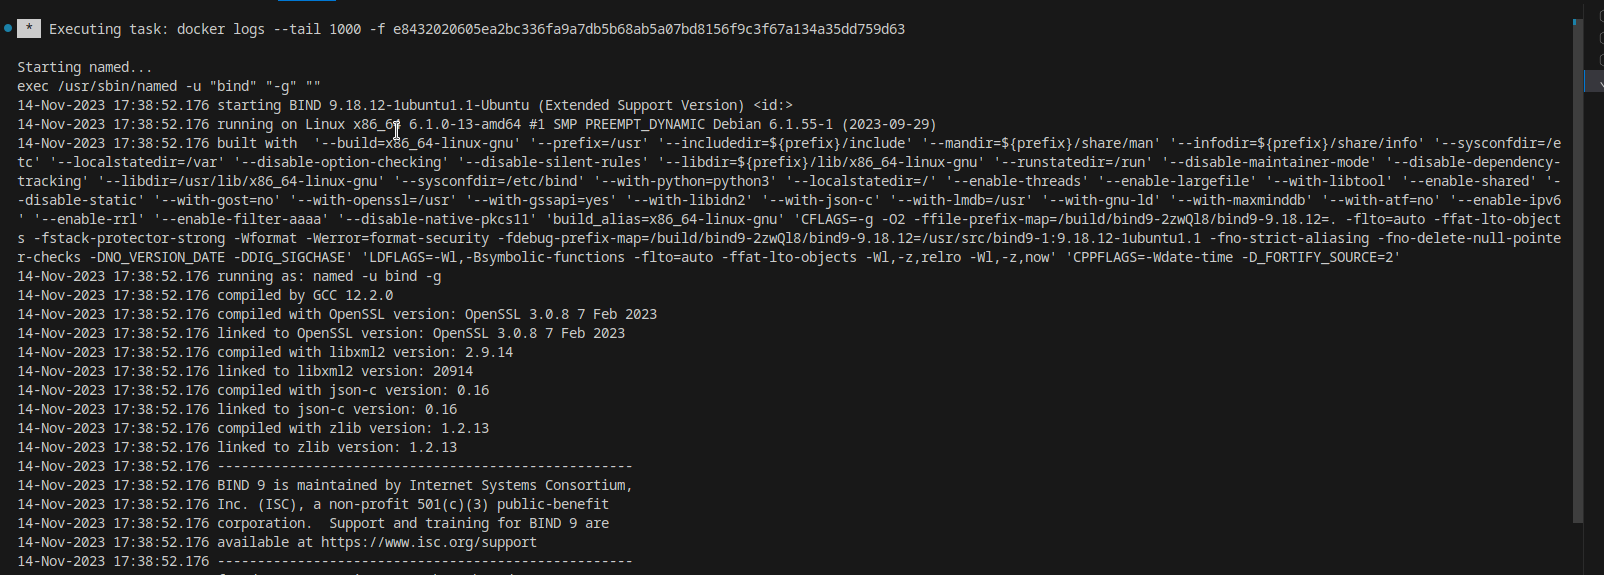 * Executing task: docker logs --tail 1000 -f e8432020605ea2bc336fa9a7db5b68ab5a07bd8156f9c3f67a134a35dd759d63
Starting named...
exec /usr/sbin/named -u "bind" "-g" ""
14-Nov-2023 17:38:52.176 starting BIND 9.18.12-1ubuntu1.1-Ubuntu (Extended Support Version) <id:>
14-Nov-2023 17:38:52.176 running on Linux x86_64 6.1.0-13-amd64 #1 SMP PREEMPT_DYNAMIC Debian 6.1.55-1 (2023-09-29)
14-Nov-2023 17:38:52.176 built with  '--build=x86_64-linux-gnu' '--prefix=/usr' '--includedir=${prefix}/include' '--mandir=${prefix}/share/man' '--infodir=${prefix}/share/info' '--sysconfdir=/e
tc' '--localstatedir=/var' '--disable-option-checking' '--disable-silent-rules' '--libdir=${prefix}/lib/x86_64-linux-gnu' '--runstatedir=/run' '--disable-maintainer-mode' '--disable-dependency-
tracking' '--libdir=/usr/lib/x86_64-linux-gnu' '--sysconfdir=/etc/bind' '--with-python=python3' '--localstatedir=/' '--enable-threads' '--enable-largefile' '--with-libtool' '--enable-shared' '-
-disable-static' '--with-gost=no' '--with-openssl=/usr' '--with-gssapi=yes' '--with-libidn2' '--with-json-c' '--with-lmdb=/usr' '--with-gnu-ld' '--with-maxminddb' '--with-atf=no' '--enable-ipv6
' '--enable-rrl' '--enable-filter-aaaa' '--disable-native-pkcs11' 'build_alias=x86_64-linux-gnu' 'CFLAGS=-g -O2 -ffile-prefix-map=/build/bind9-2zwQl8/bind9-9.18.12=. -flto=auto -ffat-lto-object
s -fstack-protector-strong -Wformat -Werror=format-security -fdebug-prefix-map=/build/bind9-2zwQl8/bind9-9.18.12=/usr/src/bind9-1:9.18.12-1ubuntu1.1 -fno-strict-aliasing -fno-delete-null-pointe
r-checks -DNO_VERSION_DATE -DDIG_SIGCHASE' 'LDFLAGS=-Wl,-Bsymbolic-functions -flto=auto -ffat-lto-objects -Wl,-z,relro -Wl,-z,now' 'CPPFLAGS=-Wdate-time -D_FORTIFY_SOURCE=2'
14-Nov-2023 17:38:52.176 running as: named -u bind -g
14-Nov-2023 17:38:52.176 compiled by GCC 12.2.0
14-Nov-2023 17:38:52.176 compiled with OpenSSL version: OpenSSL 3.0.8 7 Feb 2023
14-Nov-2023 17:38:52.176 linked to OpenSSL version: OpenSSL 3.0.8 7 Feb 2023
14-Nov-2023 17:38:52.176 compiled with libxml2 version: 2.9.14
14-Nov-2023 17:38:52.176 linked to libxml2 version: 20914
14-Nov-2023 17:38:52.176 compiled with json-c version: 0.16
14-Nov-2023 17:38:52.176 linked to json-c version: 0.16
14-Nov-2023 17:38:52.176 compiled with zlib version: 1.2.13
14-Nov-2023 17:38:52.176 linked to zlib version: 1.2.13
14-Nov-2023 17:38:52.176 ----------------------------------------------------
14-Nov-2023 17:38:52.176 BIND 9 is maintained by Internet Systems Consortium,
14-Nov-2023 17:38:52.176 Inc. (ISC), a non-profit 501(c)(3) public-benefit
14-Nov-2023 17:38:52.176 corporation.  Support and training for BIND 9 are
14-Nov-2023 17:38:52.176 available at https://www.isc.org/support
14-Nov-2023 17:38:52.176 ----------------------------------------------------